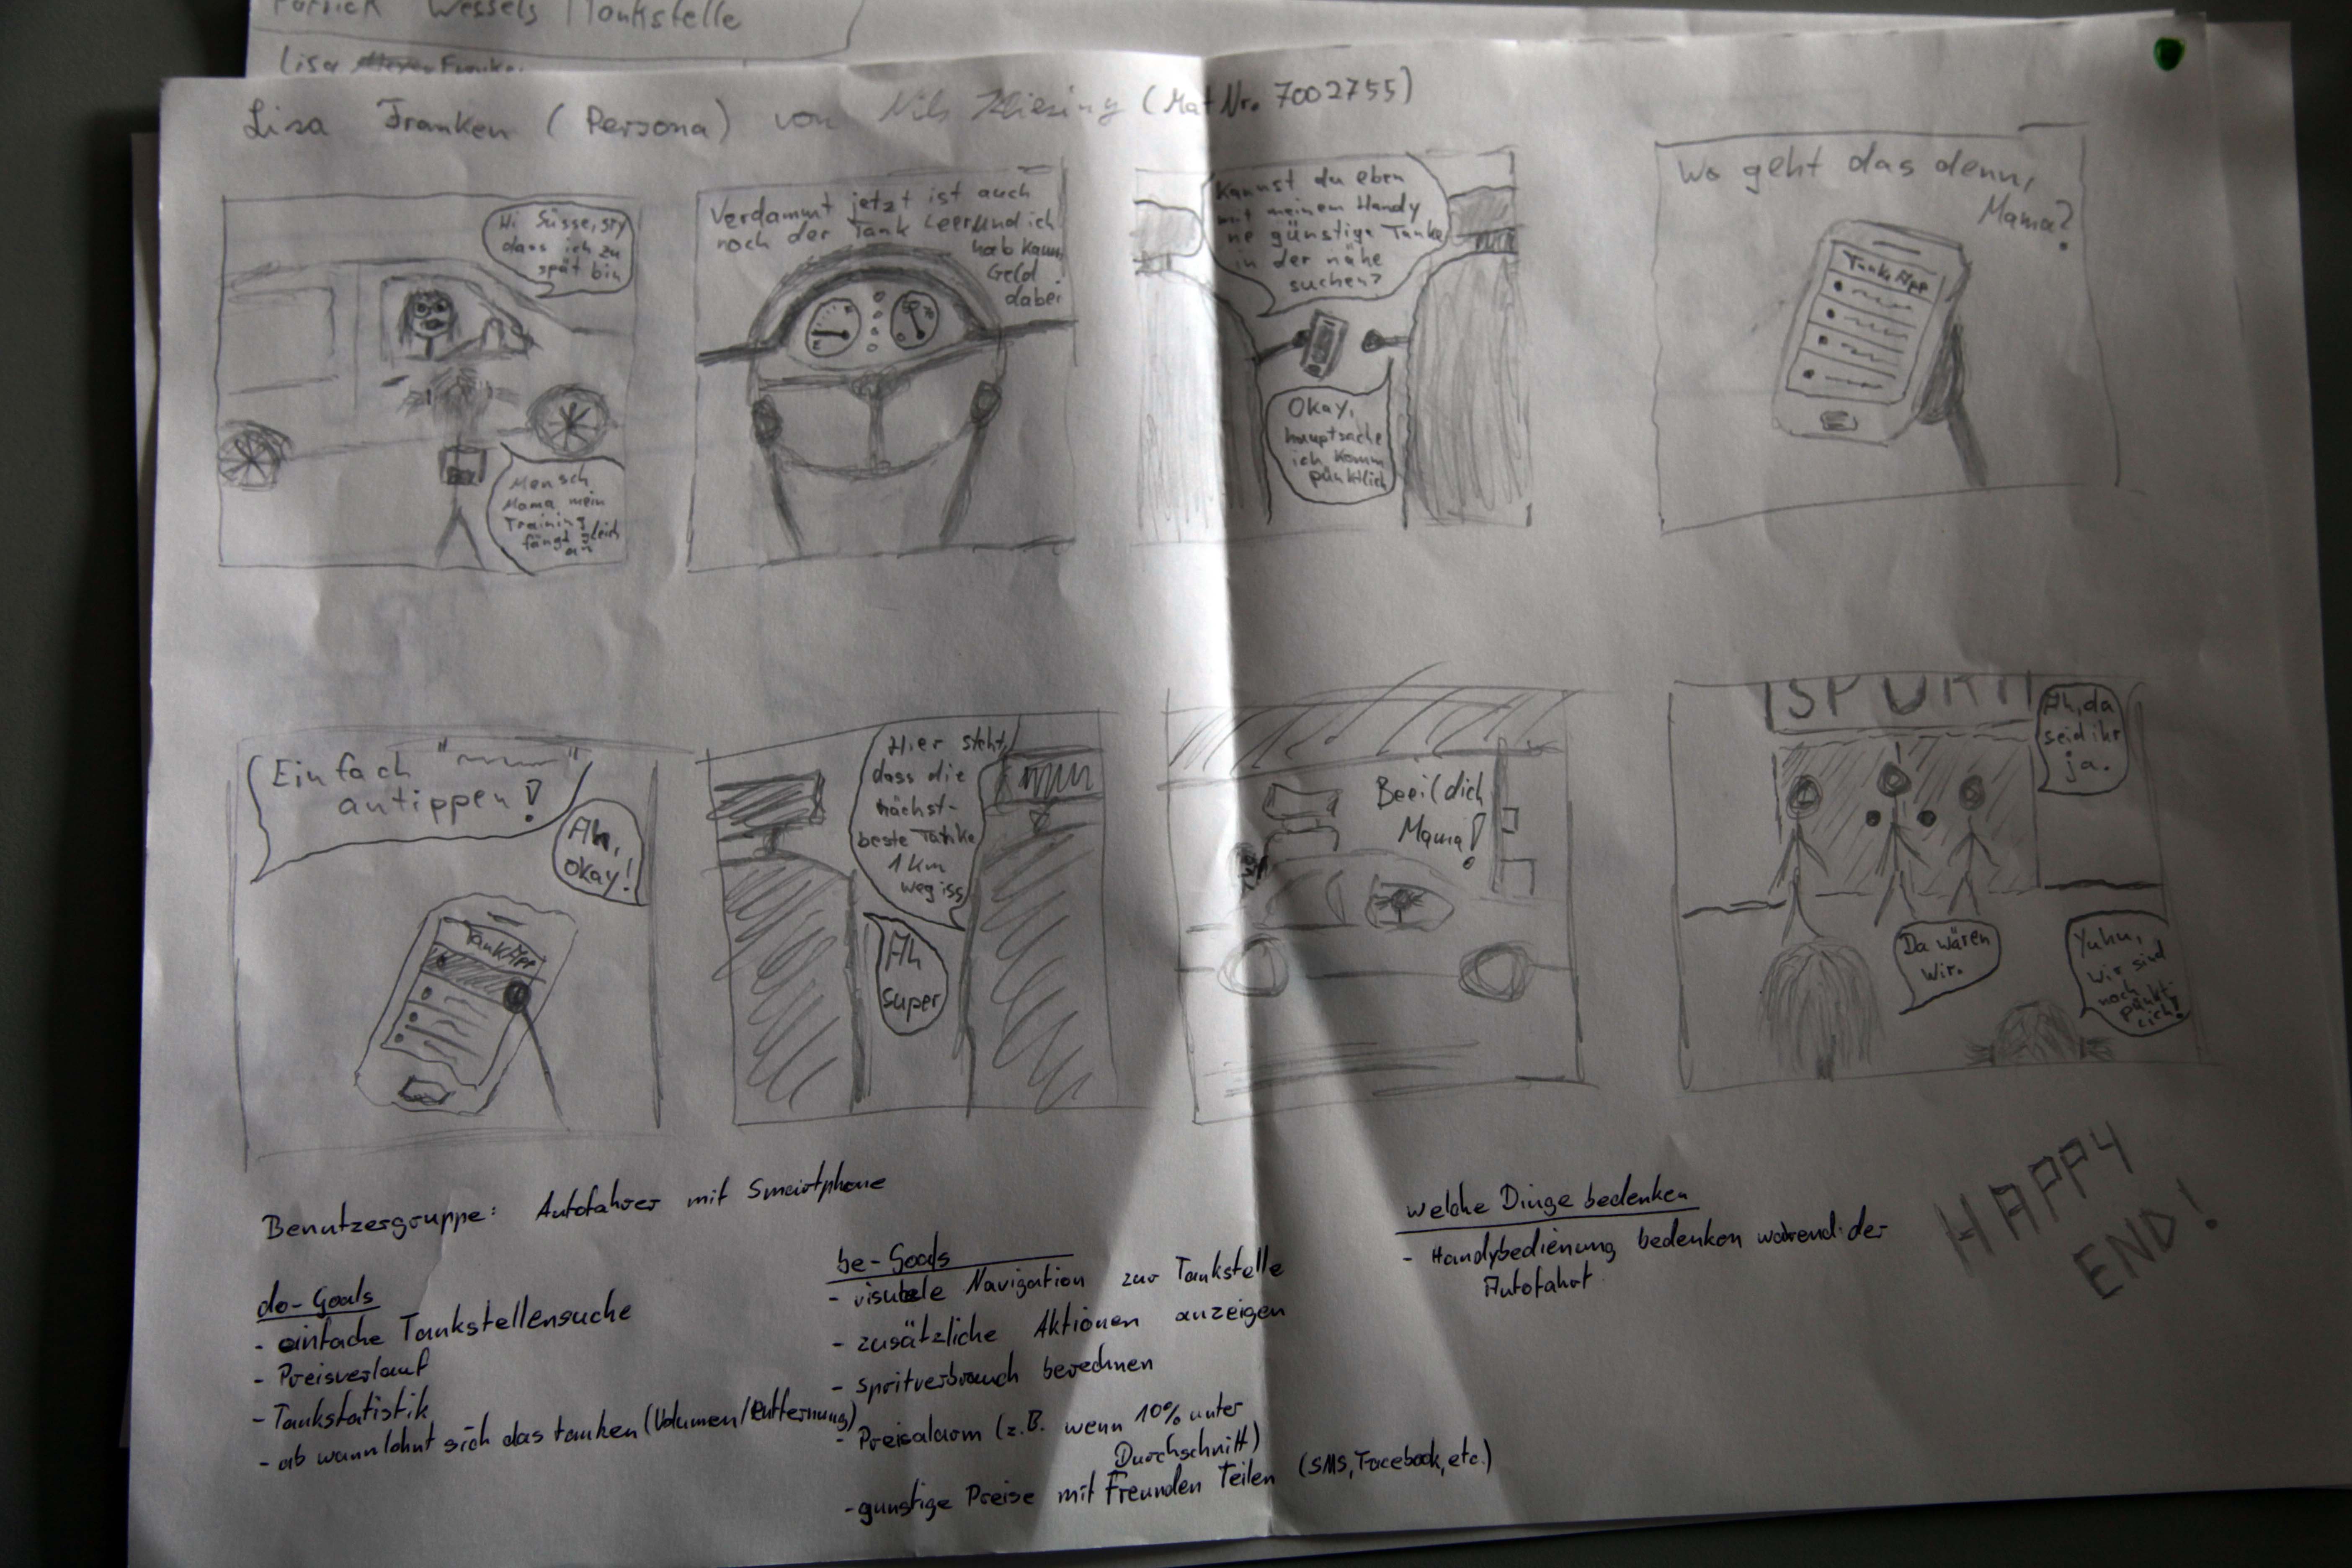 Wessels | Tankstelle
Lisa
Lisa Franken (Persona) von Nils (Mat Nr. 7002755)
Hi Süsse, sry
dass ich zu
spät bin
Mensch
Mama mein
Training
fängt gleich
an
Verdammt jetzt ist auch
noch der Tank leer und ich
hab kaum
Geld
dabei
Kannst du eben
mit meinem Handy
ne günstige Tanke
in der nähe
suchen?
Okay,
hauptsache
ich komm
pünktlich
Wo geht das denn,
Mama?
Tank App
Einfach "
" antippen!
Ah,
okay!
TankApp
Hier steht,
dass die
nächst-
beste Tanke
1 km
weg iss
Ah
super
Beeil dich
Mama!
SPORT
Ah, da
seid ihr
ja.
Da wären
wir.
Yuhu,
wir sind
noch
pünkt-
lich!
HAPPY
END!
Benutzergruppe: Autofahrer mit Smartphone
do-Goals
- einfache Tankstellensuche
- Preisverlauf
- Tankstatistik
- ab wann lohnt sich das tanken (Volumen/Entfernung)
be-Goals
- visuele Navigation zur Tankstelle
- zusätzliche Aktionen anzeigen
- spritverbrauch berechnen
- Preisalarm (z.B. wenn 10% unter
Durchschnitt)
- günstige Preise mit Freunden Teilen (SMS, Facebook, etc.)
welche Dinge bedenken
- Handybedienung bedenken während der
Autofahrt